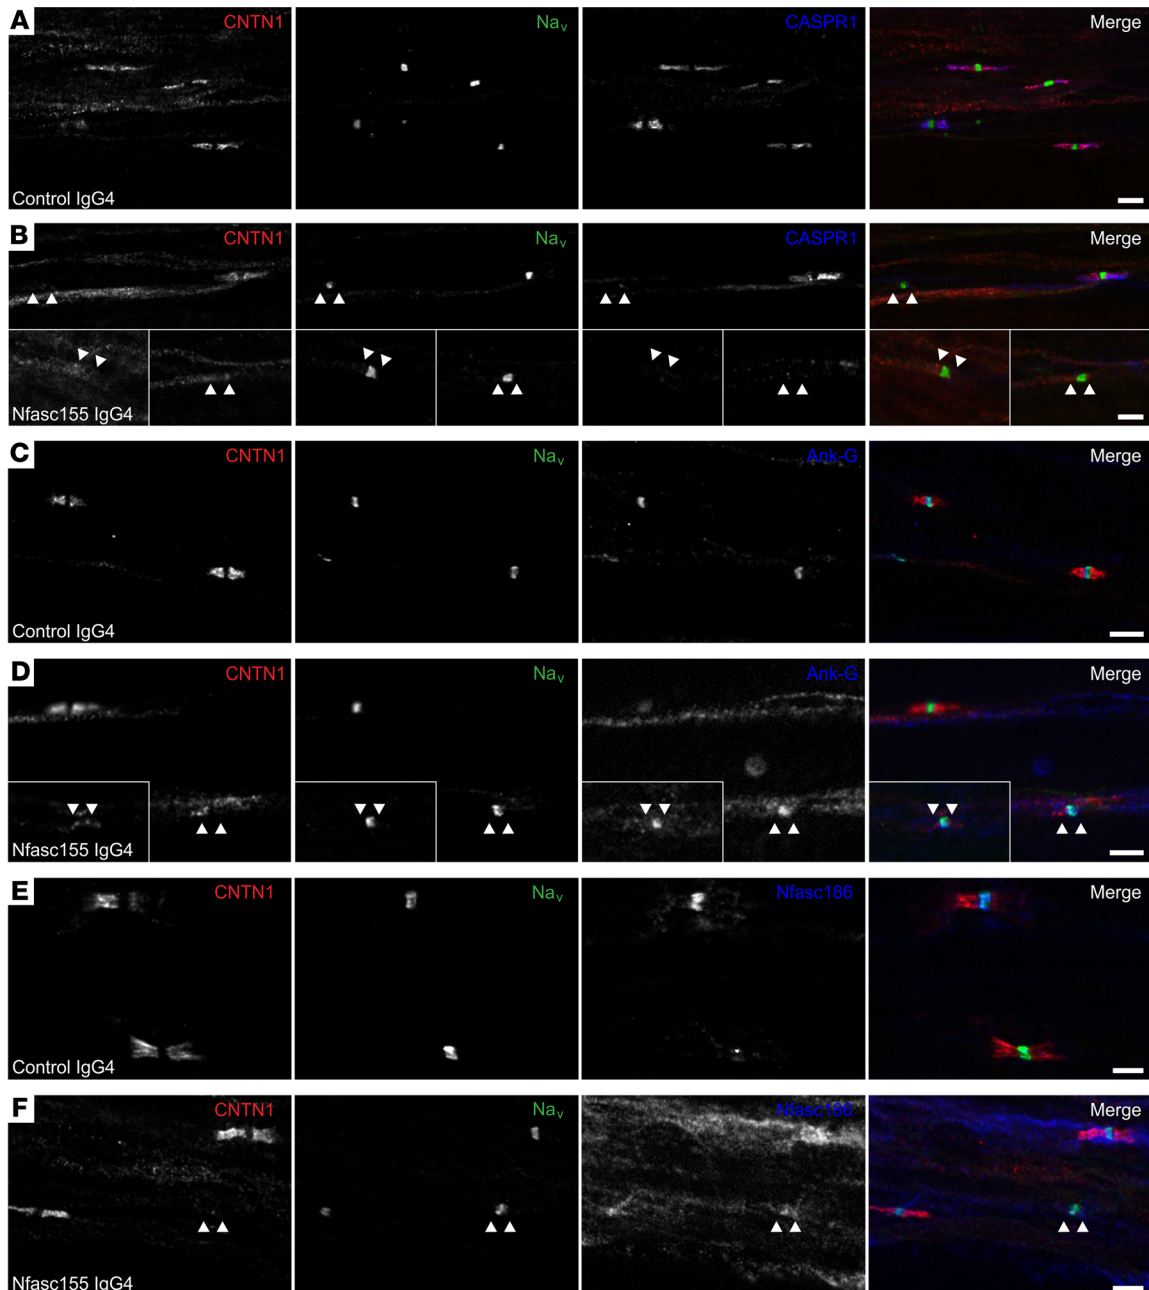 A CNTN1 Naᵥ CASPR1 Merge
Control IgG4
B CNTN1 Naᵥ CASPR1 Merge
Nfasc155 IgG4
C CNTN1 Naᵥ Ank-G Merge
Control IgG4
D CNTN1 Naᵥ Ank-G Merge
Nfasc155 IgG4
E CNTN1 Naᵥ Nfasc186 Merge
Control IgG4
F CNTN1 Naᵥ Nfasc186 Merge
Nfasc155 IgG4